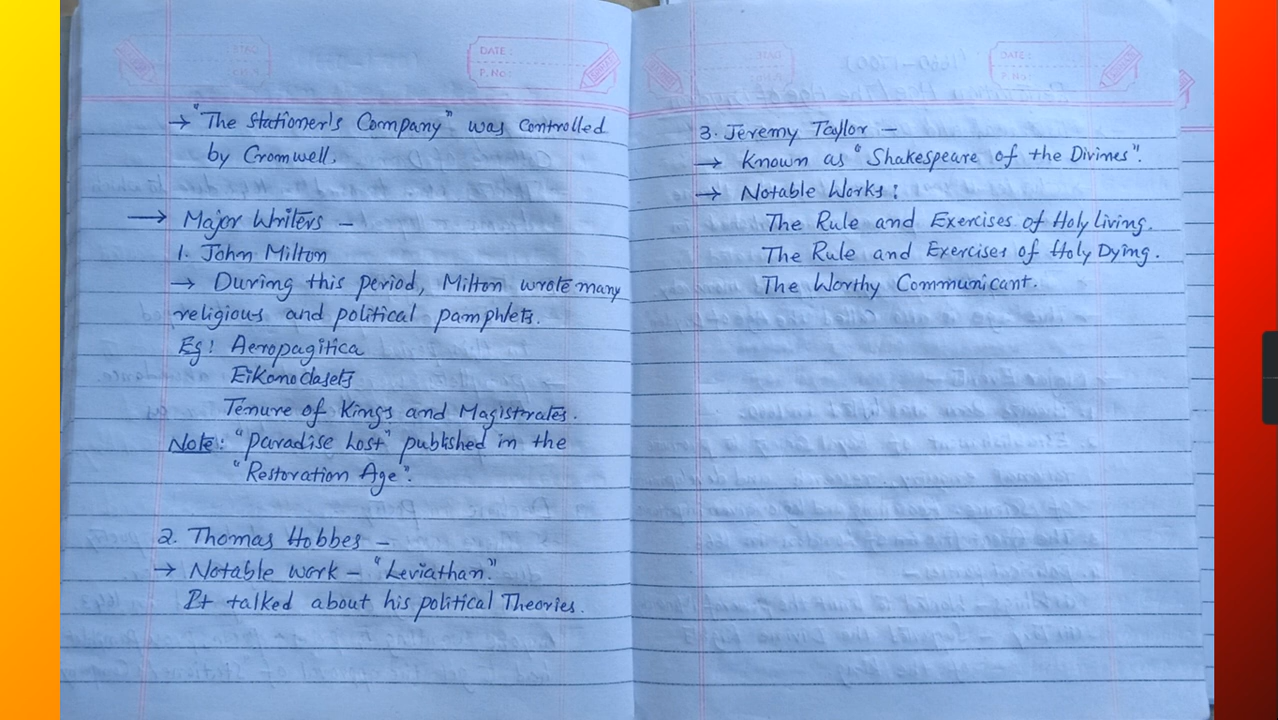 DATE :
P. NO :
→ "The Stationer's Company" was controlled
by Cromwell.
→ Major Writers –
1. John Milton
→ During this period, Milton wrote many
religious and political pamphlets.
Eg: Aeropagitica
Eikonoclasets
Tenure of Kings and Magistrates.
Note: "Paradise Lost" published in the
"Restoration Age".
2. Thomas Hobbes –
→ Notable work – "Leviathan."
It talked about his political Theories.
DATE :
P. NO :
3. Jeremy Taylor –
→ Known as "Shakespeare of the Divines".
→ Notable Works:
The Rule and Exercises of Holy living.
The Rule and Exercises of Holy Dying.
The Worthy Communicant.